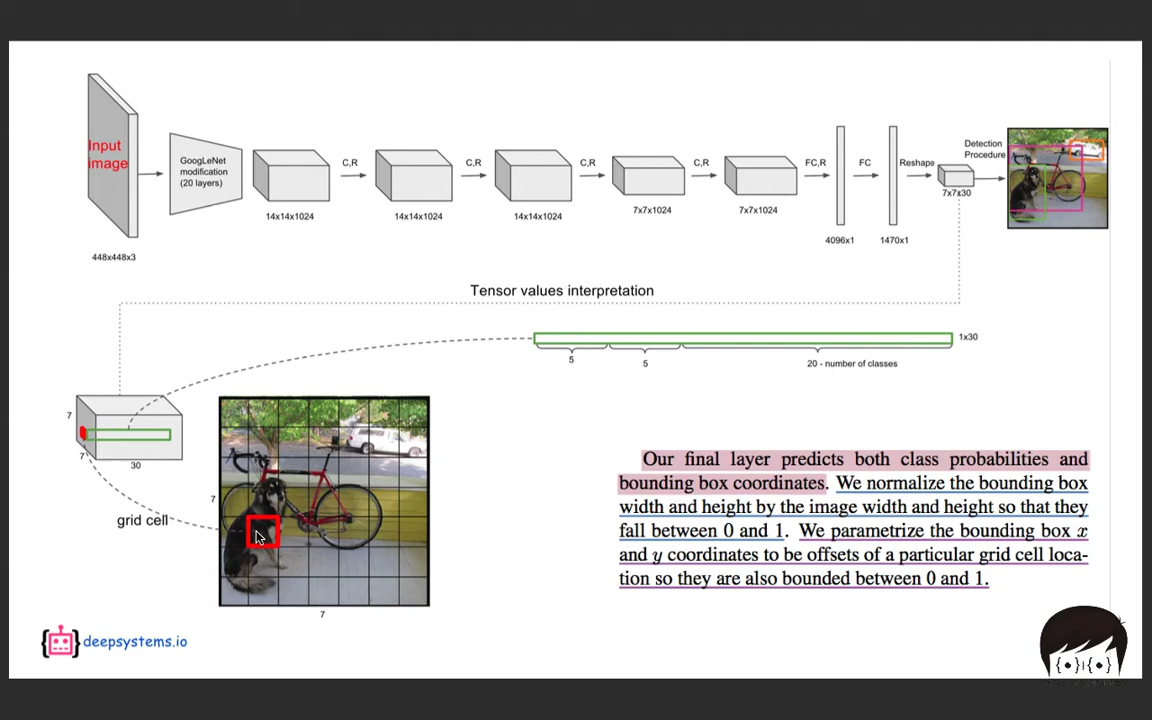 Input
image
GoogLeNet
modification
(20 layers)
C,R
C,R
C,R
C,R
FC,R
FC
Reshape
Detection
Procedure
448x448x3
14x14x1024
14x14x1024
14x14x1024
7x7x1024
7x7x1024
4096x1
1470x1
7x7x30
Tensor values interpretation
1x30
5
5
20 - number of classes
7
7
30
grid cell
7
7
Our final layer predicts both class probabilities and
bounding box coordinates. We normalize the bounding box
width and height by the image width and height so that they
fall between 0 and 1. We parametrize the bounding box x
and y coordinates to be offsets of a particular grid cell loca-
tion so they are also bounded between 0 and 1.
deepsystems.io